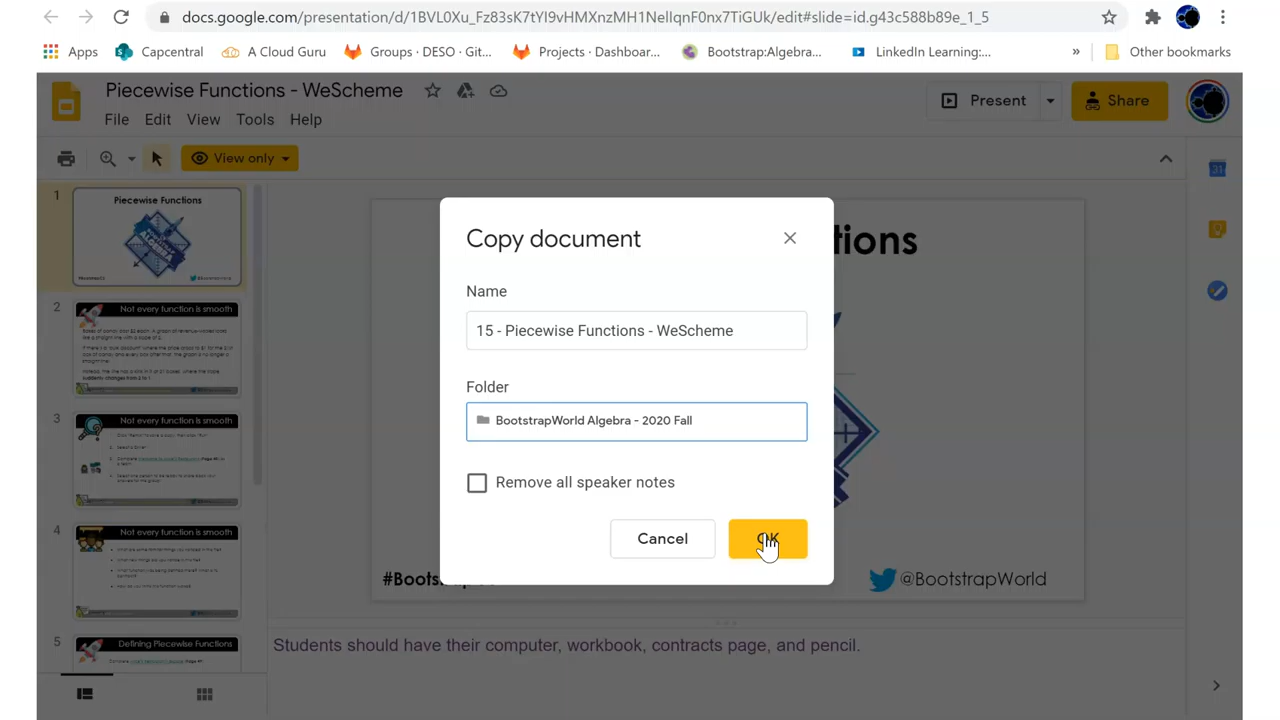 docs.google.com/presentation/d/1BVL0Xu_Fz83sK7tYl9vHMXnzMH1NelIqnF0nx7TiGUk/edit#slide=id.g43c588b89e_1_5
Apps Capcentral A Cloud Guru Groups · DESO · Git... Projects · Dashboar... Bootstrap:Algebra... LinkedIn Learning:... » Other bookmarks
Piecewise Functions - WeScheme
Present
Share
File Edit View Tools Help
View only
31
1
Piecewise Functions
ALGEBRA
2
Not every function is smooth
3
Not every function is smooth
4
Not every function is smooth
5
Defining Piecewise Functions
tions
Copy document
Name
15 - Piecewise Functions - WeScheme
Folder
BootstrapWorld Algebra - 2020 Fall
Remove all speaker notes
Cancel
OK
@BootstrapWorld
Students should have their computer, workbook, contracts page, and pencil.